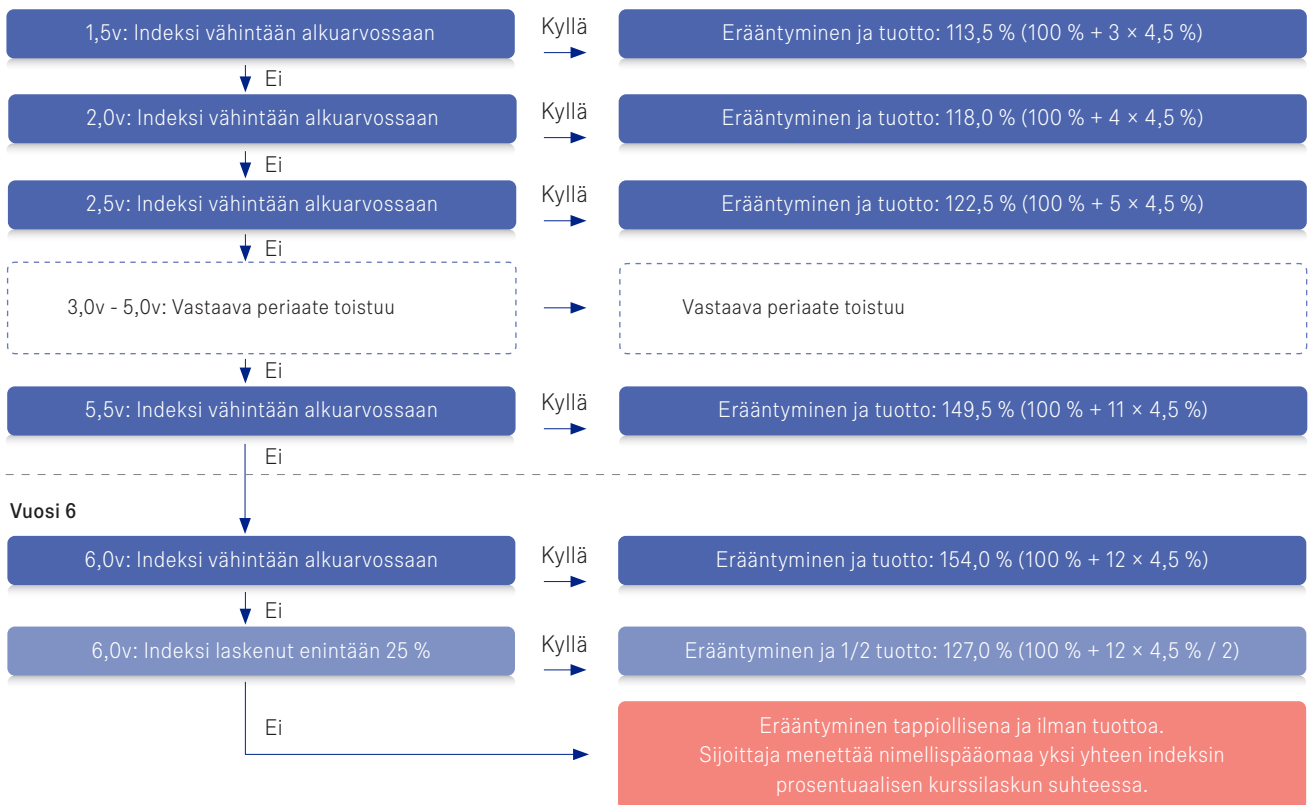 1,5v: Indeksi vähintään alkuarvossaan
Kyllä
Erääntyminen ja tuotto: 113,5 % (100 % + 3 × 4,5 %)
Ei
2,0v: Indeksi vähintään alkuarvossaan
Kyllä
Erääntyminen ja tuotto: 118,0 % (100 % + 4 × 4,5 %)
Ei
2,5v: Indeksi vähintään alkuarvossaan
Kyllä
Erääntyminen ja tuotto: 122,5 % (100 % + 5 × 4,5 %)
Ei
3,0v - 5,0v: Vastaava periaate toistuu
Vastaava periaate toistuu
Ei
5,5v: Indeksi vähintään alkuarvossaan
Kyllä
Erääntyminen ja tuotto: 149,5 % (100 % + 11 × 4,5 %)
Ei
Vuosi 6
6,0v: Indeksi vähintään alkuarvossaan
Kyllä
Erääntyminen ja tuotto: 154,0 % (100 % + 12 × 4,5 %)
Ei
6,0v: Indeksi laskenut enintään 25 %
Kyllä
Erääntyminen ja 1/2 tuotto: 127,0 % (100 % + 12 × 4,5 % / 2)
Ei
Erääntyminen tappiollisena ja ilman tuottoa.
Sijoittaja menettää nimellispääomaa yksi yhteen indeksin
prosentuaalisen kurssilaskun suhteessa.